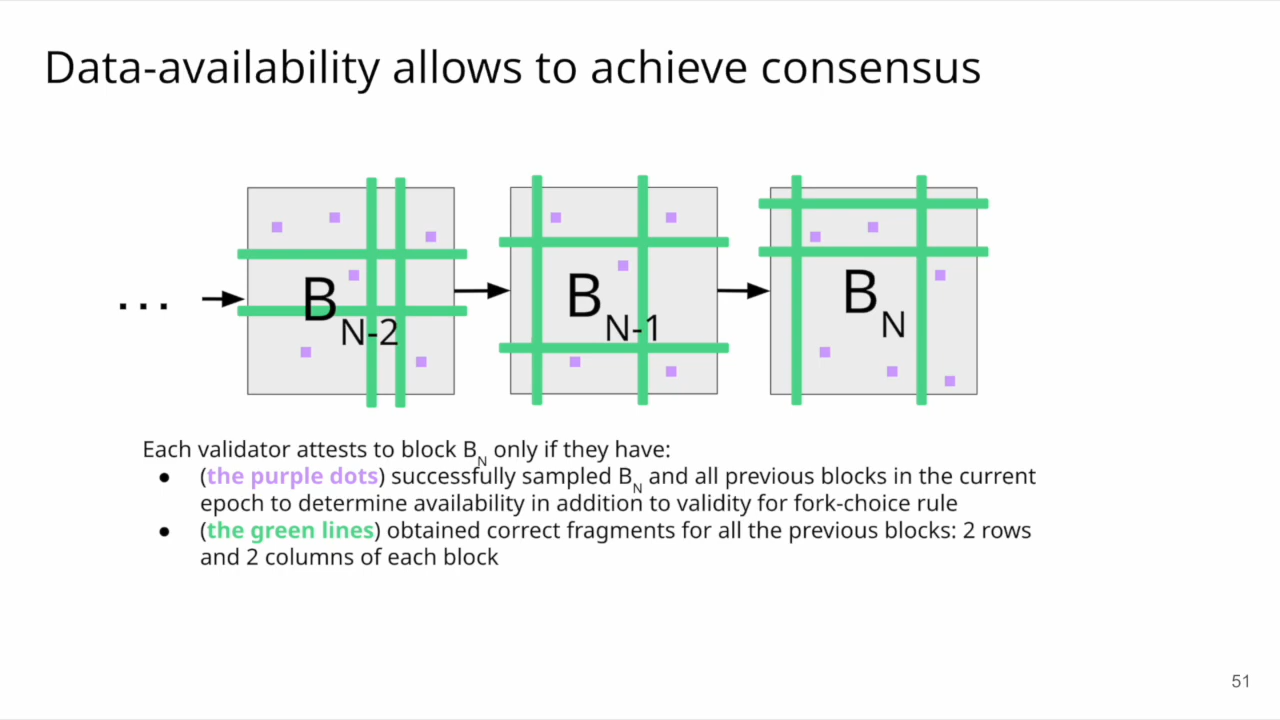 Data-availability allows to achieve consensus
...
B N-2
B N-1
B N
Each validator attests to block B N only if they have:
● (the purple dots) successfully sampled B N and all previous blocks in the current
epoch to determine availability in addition to validity for fork-choice rule
● (the green lines) obtained correct fragments for all the previous blocks: 2 rows
and 2 columns of each block
51